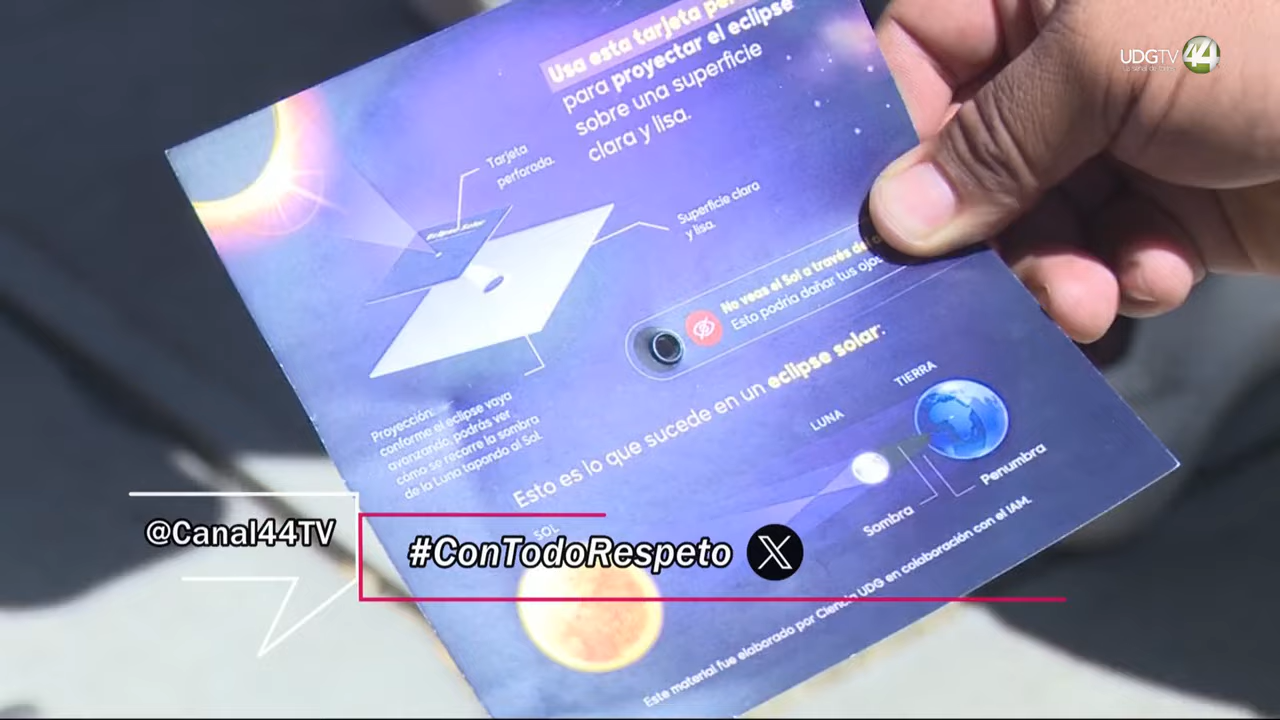 UDGTV 44
Usa esta tarjeta
para proyectar el eclipse
sobre una superficie
clara y lisa.
Tarjeta
perforada.
Superficie clara
y lisa.
No veas el Sol a través
Esto podría dañar tus ojos
Proyección:
conforme el eclipse vaya
avanzando, podrás ver
cómo se recorre la sombra
de la Luna tapando al Sol.
Esto es lo que sucede en un eclipse solar:
TIERRA
LUNA
Penumbra
Sombra
SOL
@Canal44TV
#ConTodoRespeto
Este material fue elaborado por Ciencia UDG en colaboración con el IAM.